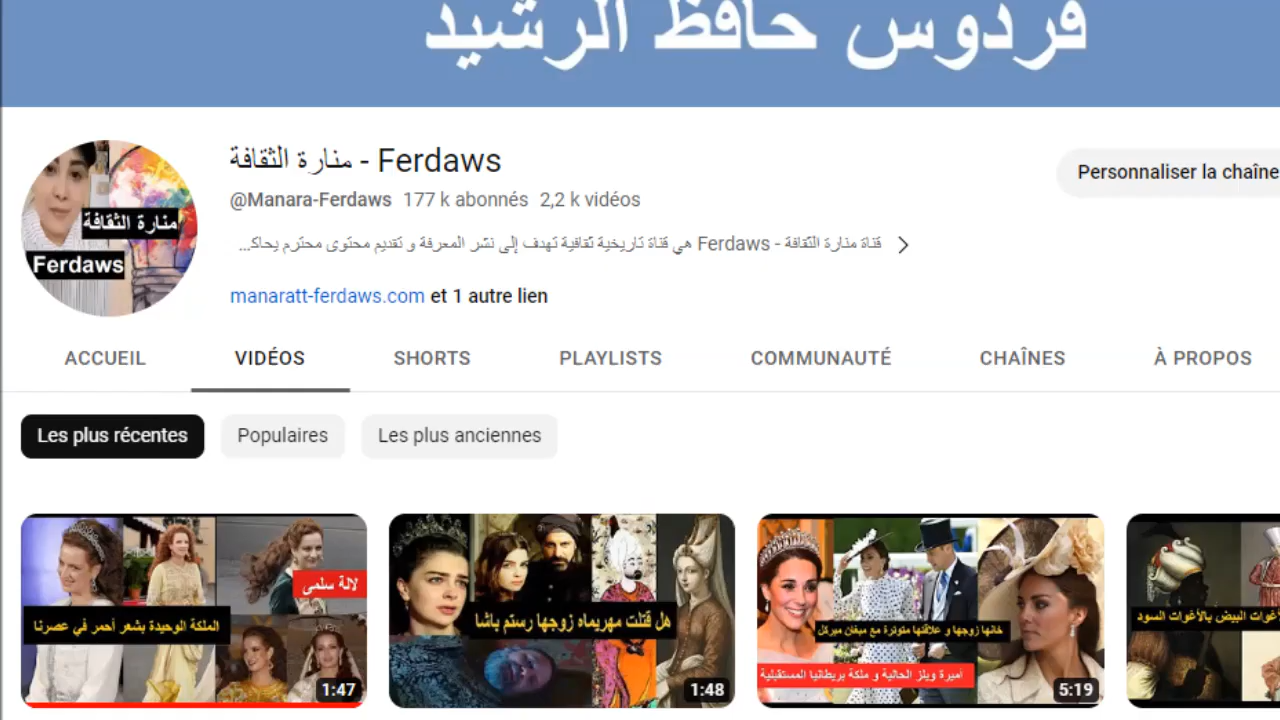 فردوس حافظ الرشيد
منارة الثقافة - Ferdaws
@Manara-Ferdaws 177 k abonnés 2,2 k vidéos
Personnaliser la chaîne
قناة منارة الثقافة - Ferdaws هي قناة تاريخية ثقافية تهدف إلى نشر المعرفة و تقديم محتوى محترم يحاكـ...
منارة الثقافة
Ferdaws
manaratt-ferdaws.com et 1 autre lien
ACCUEIL VIDÉOS SHORTS PLAYLISTS COMMUNAUTÉ CHAÎNES À PROPOS
Les plus récentes Populaires Les plus anciennes
لالة سلمى
الملكة الوحيدة بشعر أحمر في عصرنا
1:47
هل قتلت مهريماه زوجها رستم باشا
1:48
خانها زوجها و علاقتها متوترة مع ميغان ميركل
أميرة ويلز الحالية و ملكة بريطانيا المستقبلية
5:19
غوات البيض بالأغوات السود